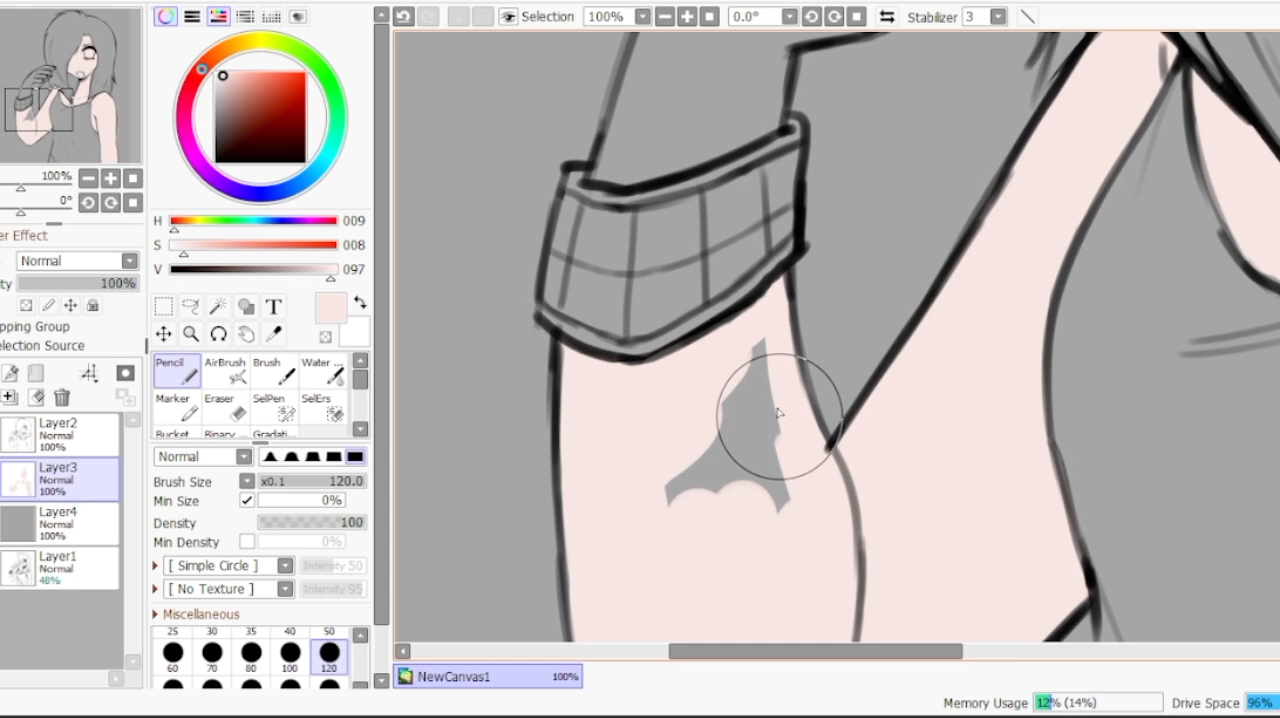 Selection 100% 0.0° Stabilizer 3
100%
0°
er Effect
Normal
ty 100%
pping Group
election Source
Layer2
Normal
100%
Layer3
Normal
100%
Layer4
Normal
100%
Layer1
Normal
48%
H 009
S 008
V 097
T
Pencil AirBrush Brush Water ...
Marker Eraser SelPen SelErs
Bucket Binary ... Gradati...
Normal
Brush Size x0.1 120.0
Min Size 0%
Density 100
Min Density 0%
[ Simple Circle ] Intensity 50
[ No Texture ] Intensity 95
Miscellaneous
25 30 35 40 50
60 70 80 100 120
NewCanvas1 100%
Memory Usage 12% (14%) Drive Space 96%